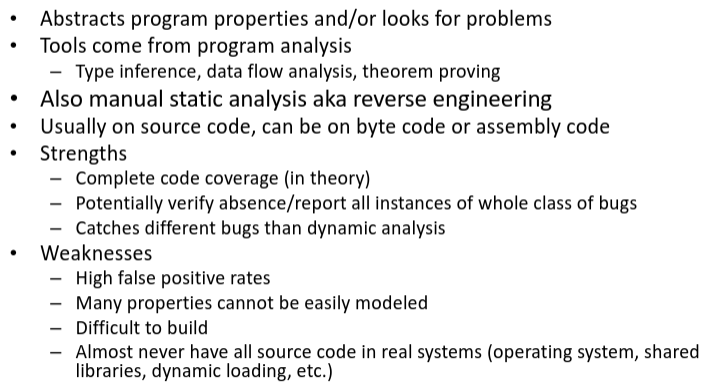 • Abstracts program properties and/or looks for problems
• Tools come from program analysis
– Type inference, data flow analysis, theorem proving
• Also manual static analysis aka reverse engineering
• Usually on source code, can be on byte code or assembly code
• Strengths
– Complete code coverage (in theory)
– Potentially verify absence/report all instances of whole class of bugs
– Catches different bugs than dynamic analysis
• Weaknesses
– High false positive rates
– Many properties cannot be easily modeled
– Difficult to build
– Almost never have all source code in real systems (operating system, shared
libraries, dynamic loading, etc.)